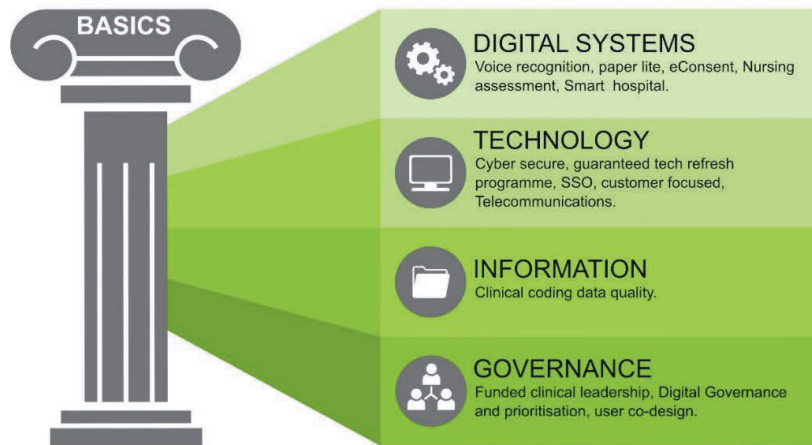 BASICS
DIGITAL SYSTEMS
Voice recognition, paper lite, eConsent, Nursing
assessment, Smart hospital.
TECHNOLOGY
Cyber secure, guaranteed tech refresh
programme, SSO, customer focused,
Telecommunications.
INFORMATION
Clinical coding data quality.
GOVERNANCE
Funded clinical leadership, Digital Governance
and prioritisation, user co-design.